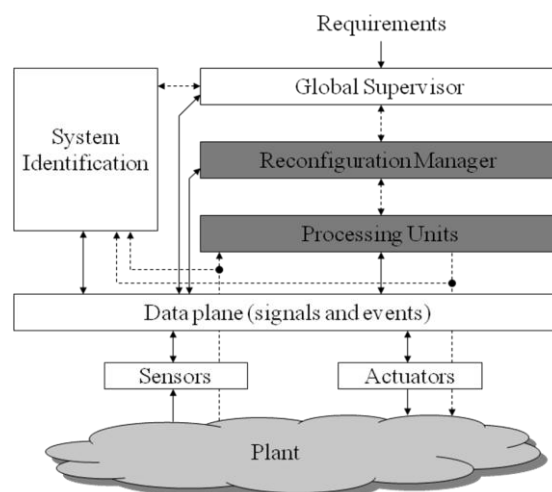 Requirements
Global Supervisor
System
Identification
Reconfiguration Manager
Processing Units
Data plane (signals and events)
Sensors
Actuators
Plant